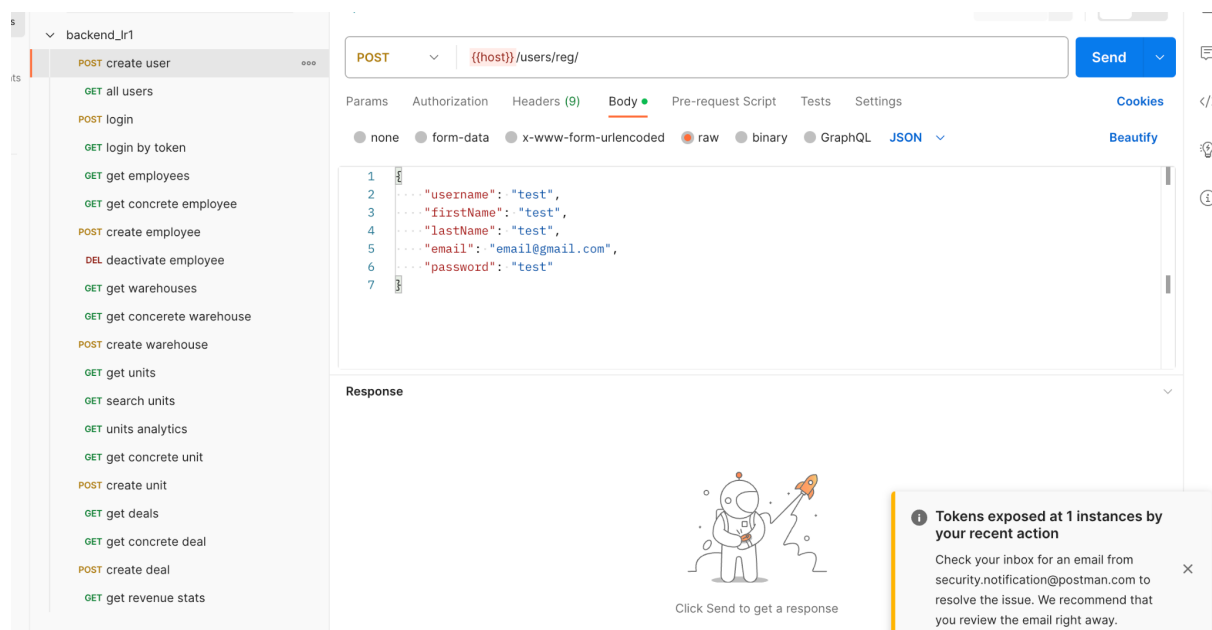 s
ts
backend_lr1
POST create user
GET all users
POST login
GET login by token
GET get employees
GET get concrete employee
POST create employee
DEL deactivate employee
GET get warehouses
GET get concerete warehouse
POST create warehouse
GET get units
GET search units
GET units analytics
GET get concrete unit
POST create unit
GET get deals
GET get concrete deal
POST create deal
GET get revenue stats
POST {{host}}/users/reg/ Send
Params Authorization Headers (9) Body Pre-request Script Tests Settings Cookies
none form-data x-www-form-urlencoded raw binary GraphQL JSON Beautify
1 {
2 "username": "test",
3 "firstName": "test",
4 "lastName": "test",
5 "email": "email@gmail.com",
6 "password": "test"
7 }
Response
Click Send to get a response
Tokens exposed at 1 instances by
your recent action
Check your inbox for an email from
security.notification@postman.com to
resolve the issue. We recommend that
you review the email right away.